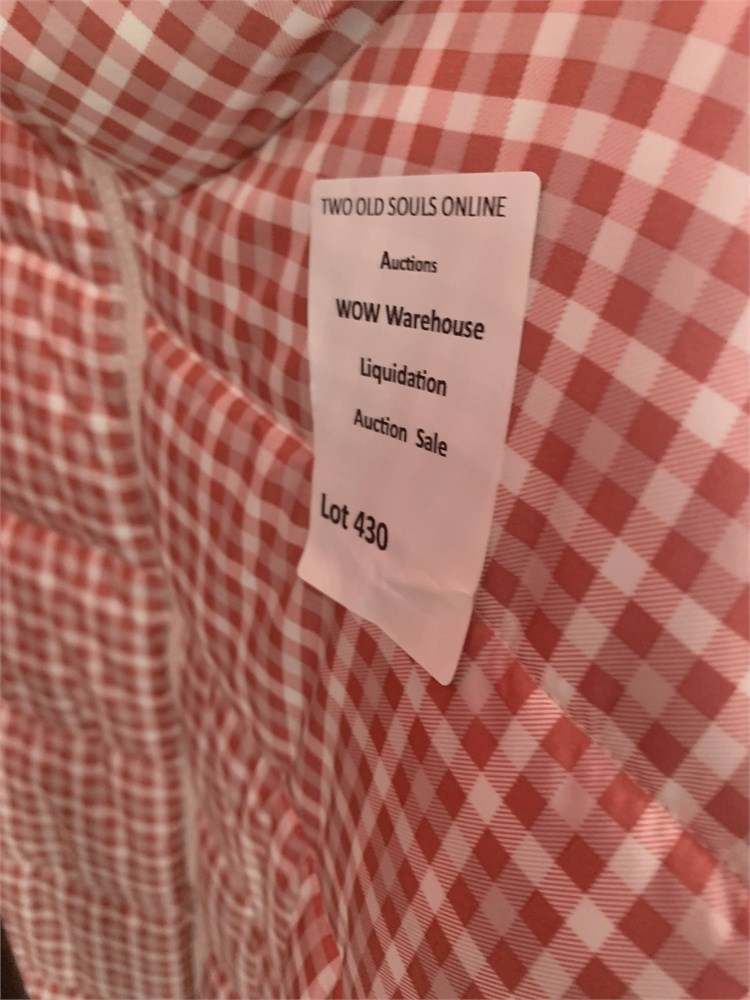 TWO OLD SOULS ONLINE
Auctions
WOW Warehouse
Liquidation
Auction Sale
Lot 430